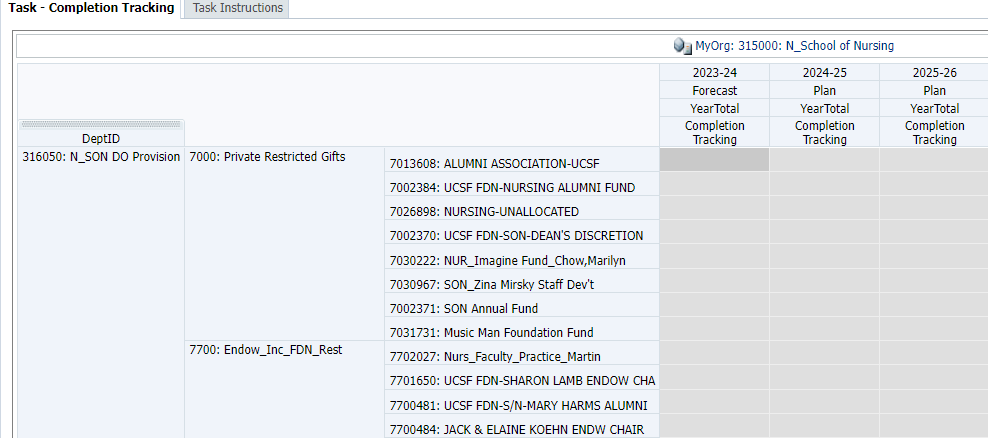 Task - Completion Tracking Task Instructions
MyOrg: 315000: N_School of Nursing
2023-24 2024-25 2025-26
Forecast Plan Plan
YearTotal YearTotal YearTotal
Completion Tracking Completion Tracking Completion Tracking
DeptID
316050: N_SON DO Provision 7000: Private Restricted Gifts 7013608: ALUMNI ASSOCIATION-UCSF
7002384: UCSF FDN-NURSING ALUMNI FUND
7026898: NURSING-UNALLOCATED
7002370: UCSF FDN-SON-DEAN'S DISCRETION
7030222: NUR_Imagine Fund_Chow,Marilyn
7030967: SON_Zina Mirsky Staff Dev't
7002371: SON Annual Fund
7031731: Music Man Foundation Fund
7700: Endow_Inc_FDN_Rest 7702027: Nurs_Faculty_Practice_Martin
7701650: UCSF FDN-SHARON LAMB ENDOW CHA
7700481: UCSF FDN-S/N-MARY HARMS ALUMNI
7700484: JACK & ELAINE KOEHN ENDW CHAIR